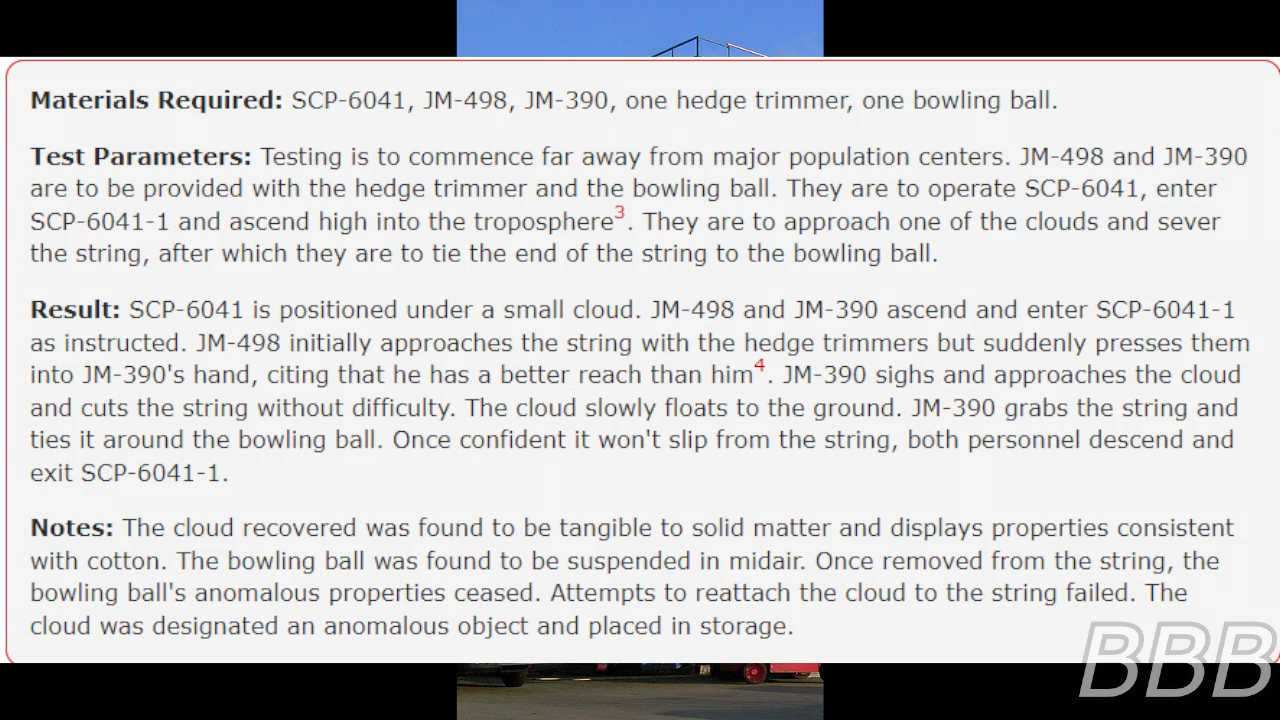 Materials Required: SCP-6041, JM-498, JM-390, one hedge trimmer, one bowling ball.
Test Parameters: Testing is to commence far away from major population centers. JM-498 and JM-390
are to be provided with the hedge trimmer and the bowling ball. They are to operate SCP-6041, enter
SCP-6041-1 and ascend high into the troposphere3. They are to approach one of the clouds and sever
the string, after which they are to tie the end of the string to the bowling ball.
Result: SCP-6041 is positioned under a small cloud. JM-498 and JM-390 ascend and enter SCP-6041-1
as instructed. JM-498 initially approaches the string with the hedge trimmers but suddenly presses them
into JM-390's hand, citing that he has a better reach than him4. JM-390 sighs and approaches the cloud
and cuts the string without difficulty. The cloud slowly floats to the ground. JM-390 grabs the string and
ties it around the bowling ball. Once confident it won't slip from the string, both personnel descend and
exit SCP-6041-1.
Notes: The cloud recovered was found to be tangible to solid matter and displays properties consistent
with cotton. The bowling ball was found to be suspended in midair. Once removed from the string, the
bowling ball's anomalous properties ceased. Attempts to reattach the cloud to the string failed. The
cloud was designated an anomalous object and placed in storage.
BBB